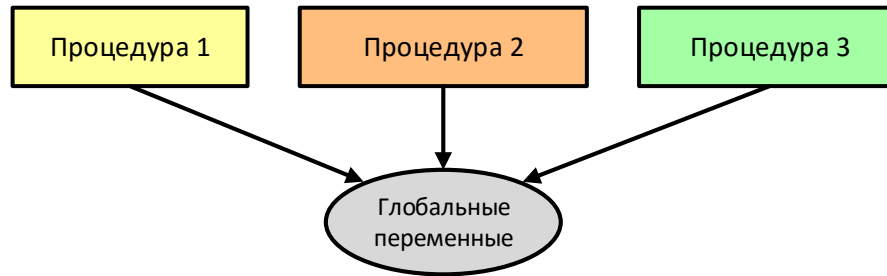 Процедура 1
Процедура 2
Процедура 3
Глобальные
переменные